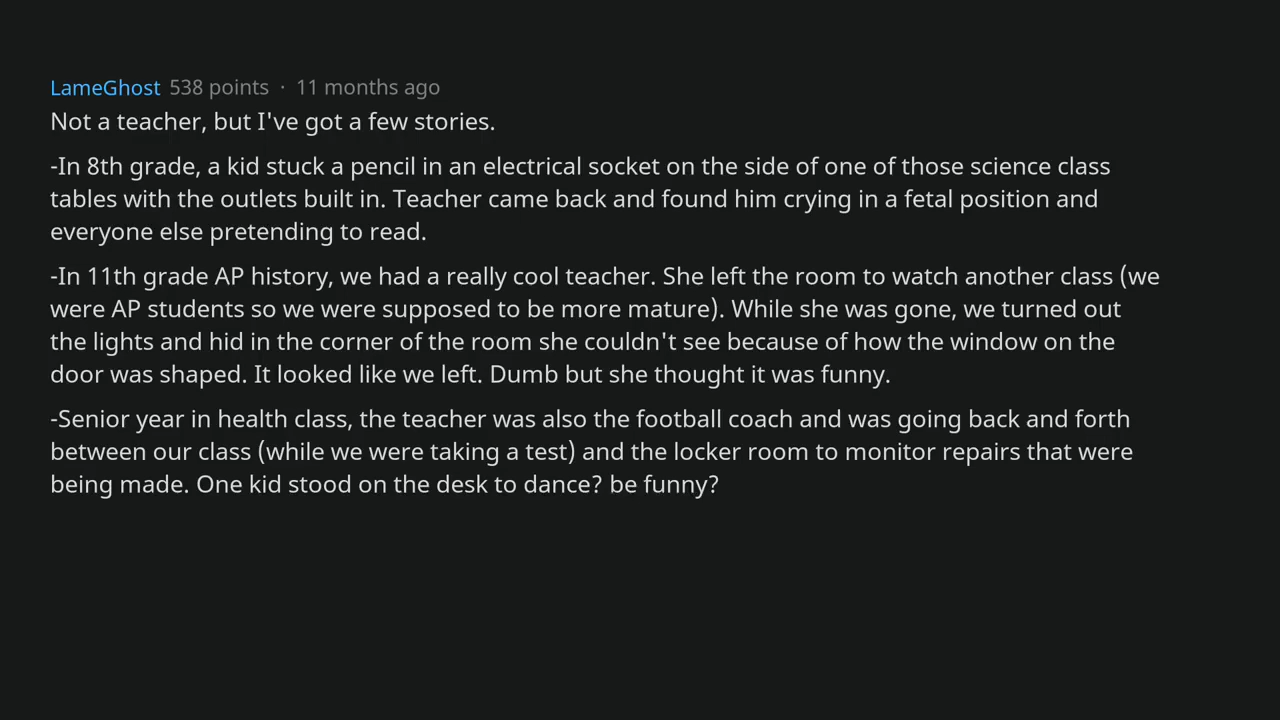 LameGhost 538 points · 11 months ago
Not a teacher, but I've got a few stories.
-In 8th grade, a kid stuck a pencil in an electrical socket on the side of one of those science class
tables with the outlets built in. Teacher came back and found him crying in a fetal position and
everyone else pretending to read.
-In 11th grade AP history, we had a really cool teacher. She left the room to watch another class (we
were AP students so we were supposed to be more mature). While she was gone, we turned out
the lights and hid in the corner of the room she couldn't see because of how the window on the
door was shaped. It looked like we left. Dumb but she thought it was funny.
-Senior year in health class, the teacher was also the football coach and was going back and forth
between our class (while we were taking a test) and the locker room to monitor repairs that were
being made. One kid stood on the desk to dance? be funny?